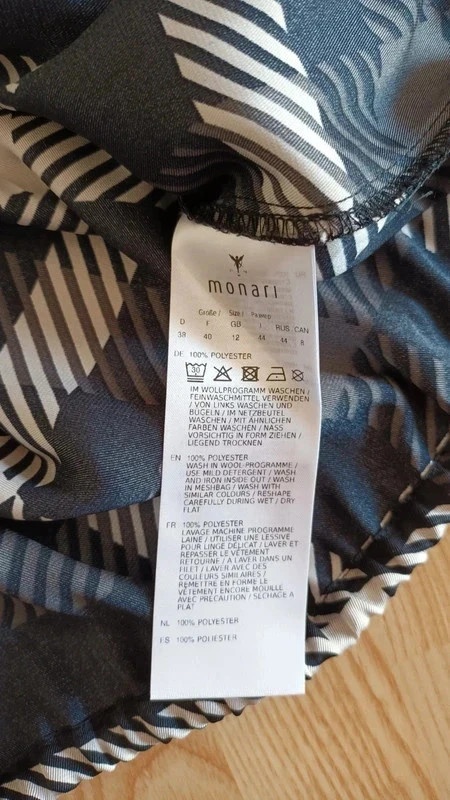 monari
Größe / Size / Размер
D F GB I RUS CAN
38 40 12 44 44 8
DE 100% POLYESTER
30
IM WOLLPROGRAMM WASCHEN /
FEINWASCHMITTEL VERWENDEN
/ VON LINKS WASCHEN UND
BÜGELN / IM NETZBEUTEL
WASCHEN / MIT ÄHNLICHEN
FARBEN WASCHEN / NASS
VORSICHTIG IN FORM ZIEHEN /
LIEGEND TROCKNEN
EN 100% POLYESTER
WASH IN WOOL-PROGRAMME /
USE MILD DETERGENT / WASH
AND IRON INSIDE OUT / WASH
IN MESHBAG / WASH WITH
SIMILAR COLOURS / RESHAPE
CAREFULLY DURING WET / DRY
FLAT
FR 100% POLYESTER
LAVAGE MACHINE PROGRAMME
LAINE / UTILISER UNE LESSIVE
POUR LINGE DÉLICAT / LAVER ET
REPASSER LE VÊTEMENT
RETOURNÉ / A LAVER DANS UN
FILET / LAVER AVEC DES
COULEURS SIMILAIRES /
REMETTRE EN FORME LE
VÊTEMENT ENCORE MOUILLÉ
AVEC PRÉCAUTION / SÉCHAGE A
PLAT
NL 100% POLYESTER
ES 100% POLIESTER